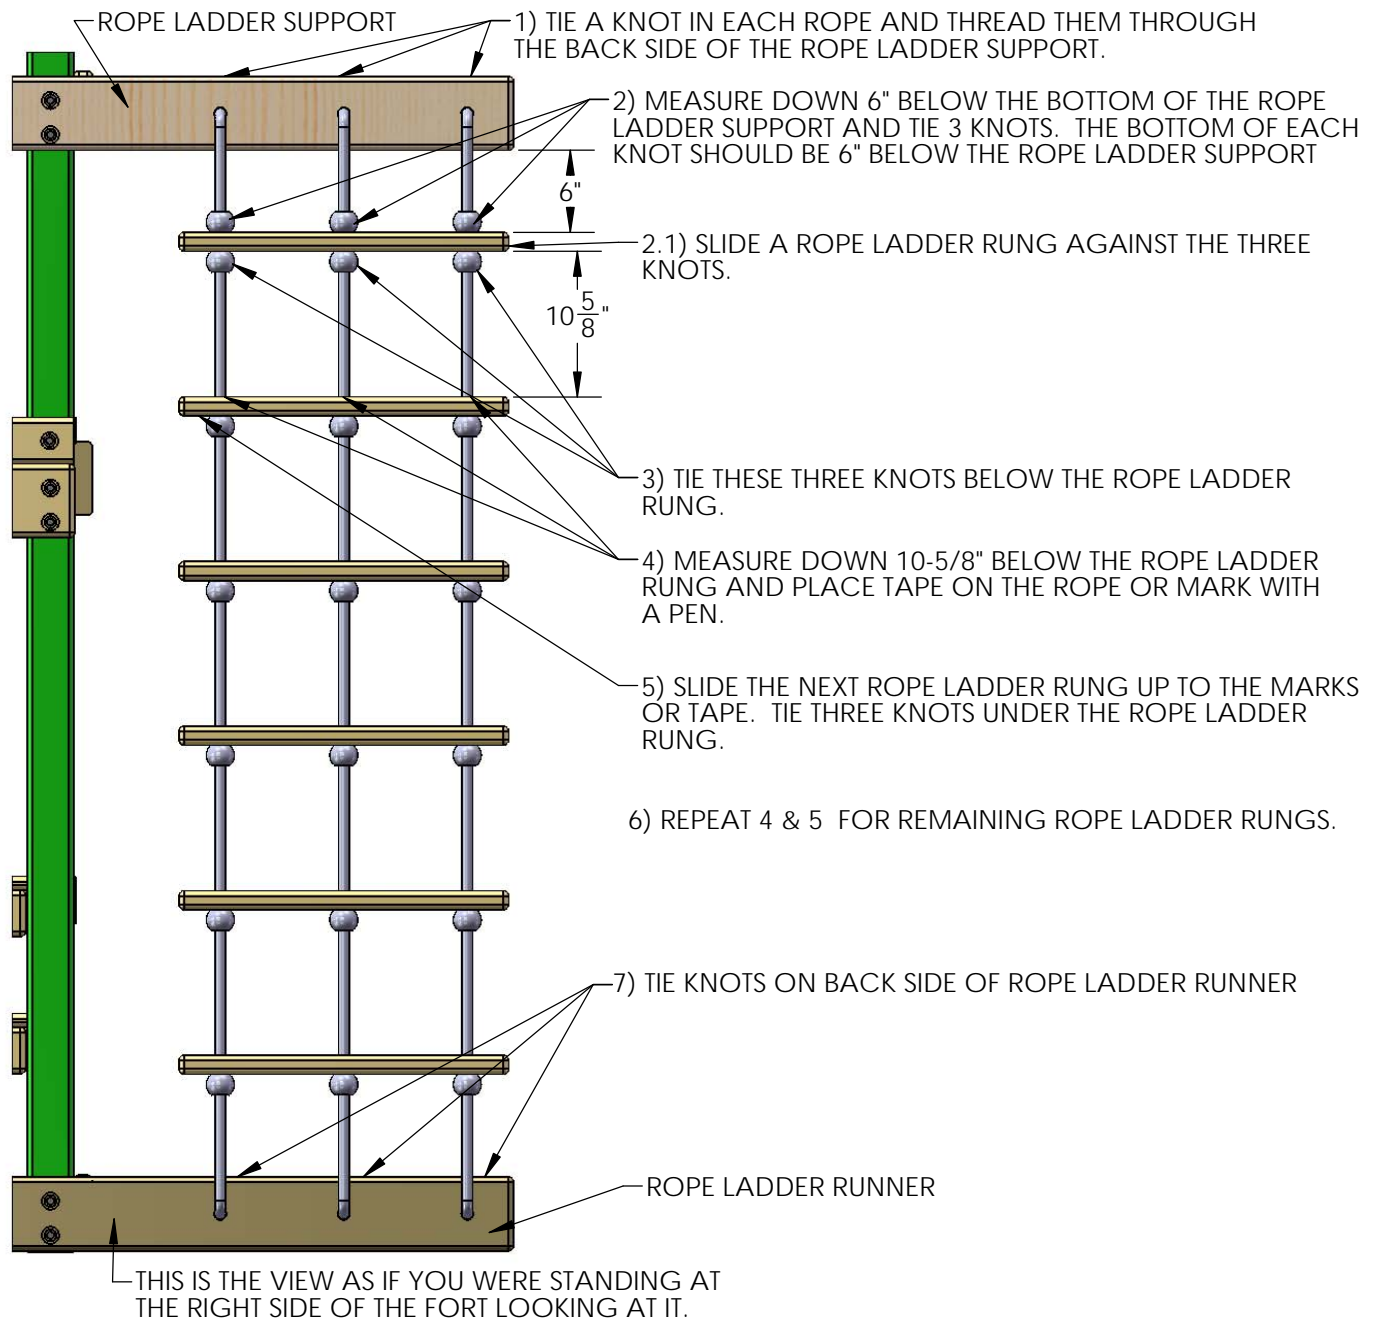 ROPE LADDER SUPPORT
1) TIE A KNOT IN EACH ROPE AND THREAD THEM THROUGH
THE BACK SIDE OF THE ROPE LADDER SUPPORT.
2) MEASURE DOWN 6" BELOW THE BOTTOM OF THE ROPE
LADDER SUPPORT AND TIE 3 KNOTS.  THE BOTTOM OF EACH
KNOT SHOULD BE 6" BELOW THE ROPE LADDER SUPPORT
6"
2.1) SLIDE A ROPE LADDER RUNG AGAINST THE THREE
KNOTS.
10 5/8"
3) TIE THESE THREE KNOTS BELOW THE ROPE LADDER
RUNG.
4) MEASURE DOWN 10-5/8" BELOW THE ROPE LADDER
RUNG AND PLACE TAPE ON THE ROPE OR MARK WITH
A PEN.
5) SLIDE THE NEXT ROPE LADDER RUNG UP TO THE MARKS
OR TAPE.  TIE THREE KNOTS UNDER THE ROPE LADDER
RUNG.
6) REPEAT 4 & 5  FOR REMAINING ROPE LADDER RUNGS.
7) TIE KNOTS ON BACK SIDE OF ROPE LADDER RUNNER
ROPE LADDER RUNNER
THIS IS THE VIEW AS IF YOU WERE STANDING AT
THE RIGHT SIDE OF THE FORT LOOKING AT IT.